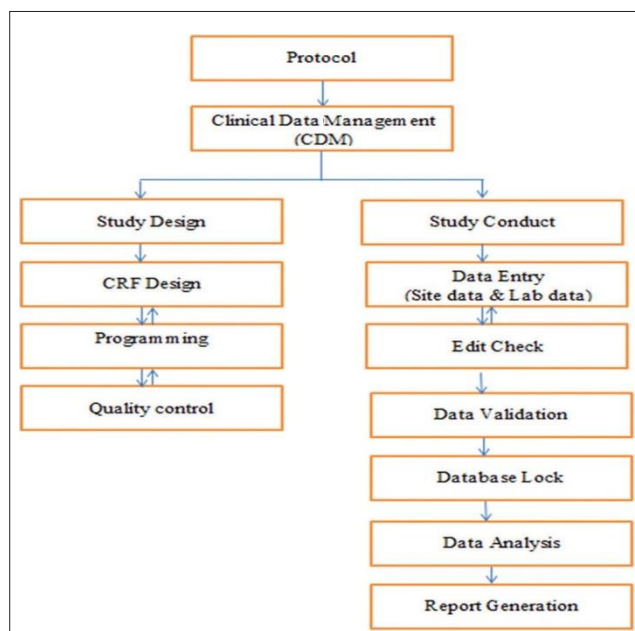 Protocol
Clinical Data Management
(CDM)
Study Design
CRF Design
Programming
Quality control
Study Conduct
Data Entry
(Site data & Lab data)
Edit Check
Data Validation
Database Lock
Data Analysis
Report Generation